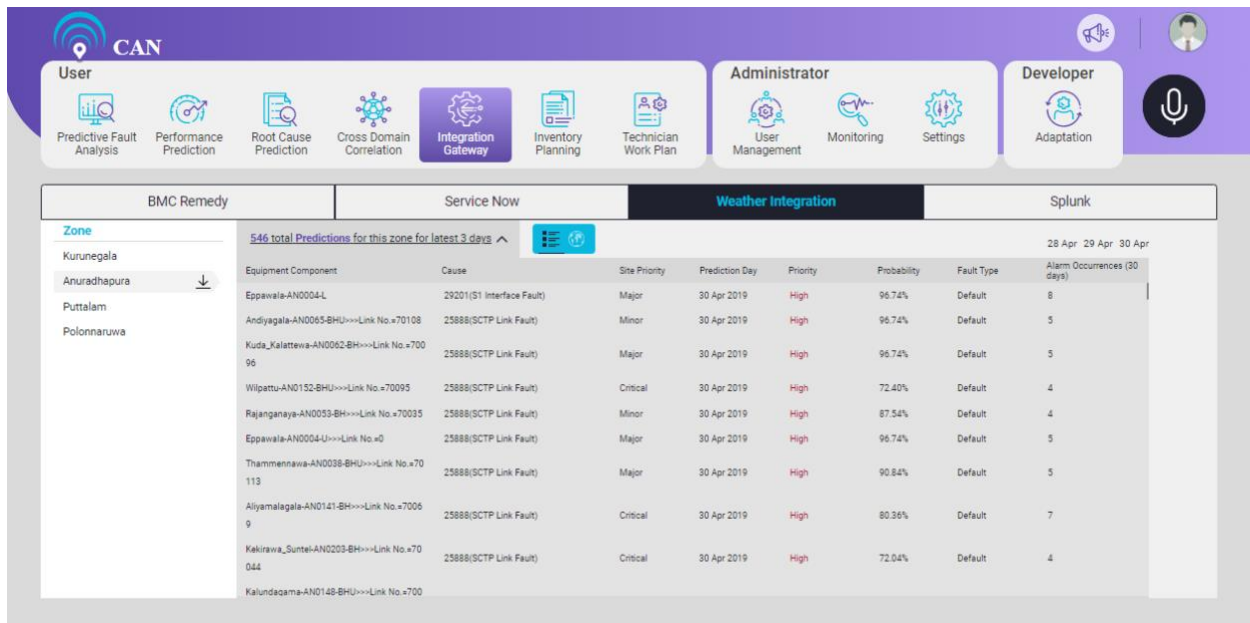 CAN
User
Administrator
Developer
Predictive Fault
Analysis
Performance
Prediction
Root Cause
Prediction
Cross Domain
Correlation
Integration
Gateway
Inventory
Planning
Technician
Work Plan
User
Management
Monitoring
Settings
Adaptation
BMC Remedy
Service Now
Weather Integration
Splunk
Zone
Kurunegala
Anuradhapura
Puttalam
Polonnaruwa
546 total Predictions for this zone for latest 3 days
28 Apr 29 Apr 30 Apr
Equipment Component Cause Site Priority Prediction Day Priority Probability Fault Type Alarm Occurrences (30
days)
Eppawala-AN0004-L 29201(S1 Interface Fault) Major 30 Apr 2019 High 96.74% Default 8
Andiyagala-AN0065-BHU>>>Link No.=70108 25888(SCTP Link Fault) Minor 30 Apr 2019 High 96.74% Default 5
Kuda_Kalattewa-AN0062-BH>>>Link No.=700
96 25888(SCTP Link Fault) Major 30 Apr 2019 High 96.74% Default 5
Wilpattu-AN0152-BHU>>>Link No.=70095 25888(SCTP Link Fault) Critical 30 Apr 2019 High 72.40% Default 4
Rajanganaya-AN0053-BH>>>Link No.=70035 25888(SCTP Link Fault) Minor 30 Apr 2019 High 87.54% Default 4
Eppawala-AN0004-U>>>Link No.=0 25888(SCTP Link Fault) Major 30 Apr 2019 High 96.74% Default 5
Thammennawa-AN0038-BHU>>>Link No.=70
113 25888(SCTP Link Fault) Major 30 Apr 2019 High 90.84% Default 5
Aliyamalagala-AN0141-BH>>>Link No.=7006
9 25888(SCTP Link Fault) Critical 30 Apr 2019 High 80.36% Default 7
Kekirawa_Suntel-AN0203-BH>>>Link No.=70
044 25888(SCTP Link Fault) Critical 30 Apr 2019 High 72.04% Default 4
Kalundagama-AN0148-BHU>>>Link No.=700